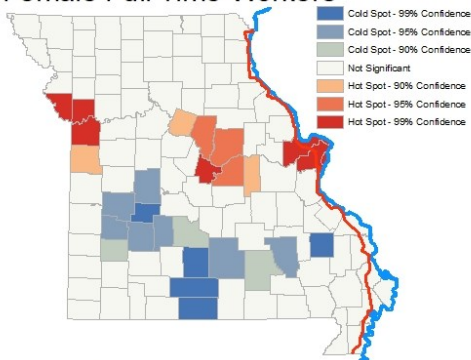 Female Full Time Workers
Cold Spot - 99% Confidence
Cold Spot - 95% Confidence
Cold Spot - 90% Confidence
Not Significant
Hot Spot - 90% Confidence
Hot Spot - 95% Confidence
Hot Spot - 99% Confidence